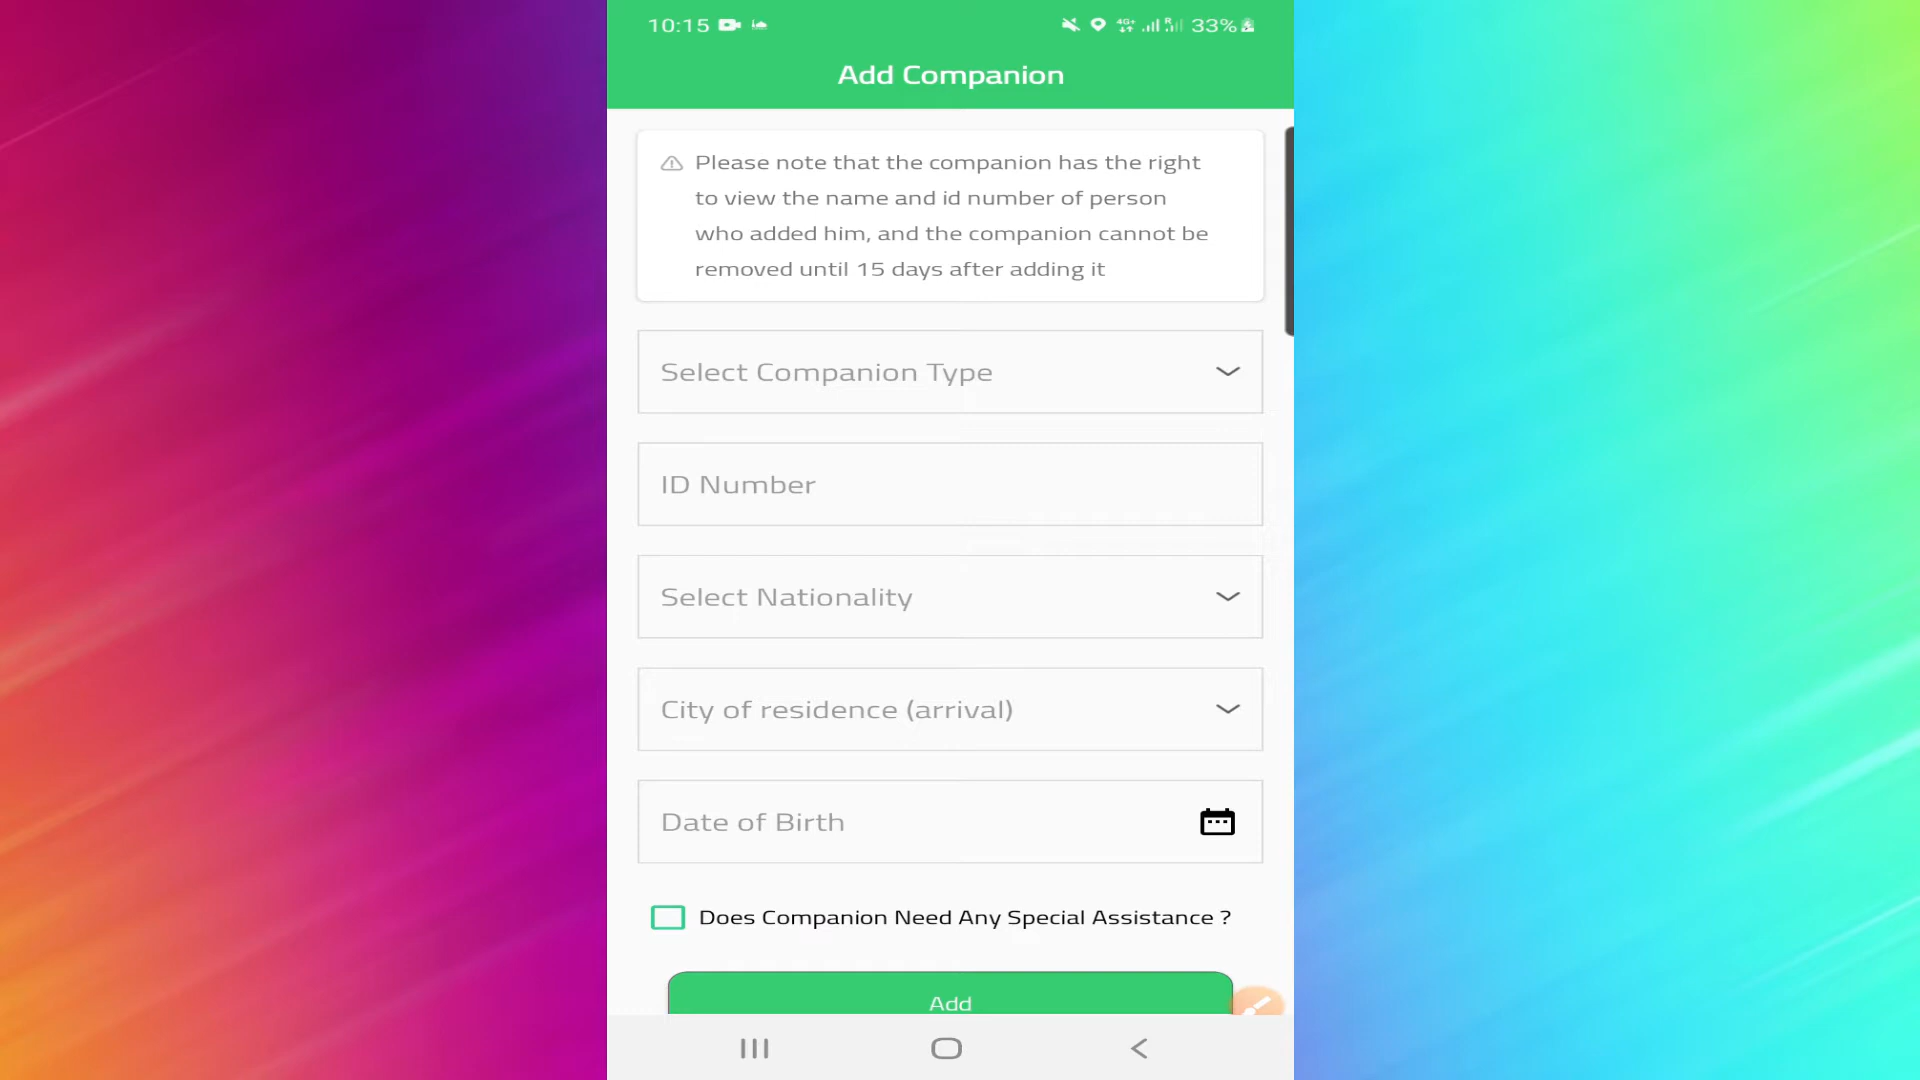 10:15 4G+ R 33%
Add Companion
Please note that the companion has the right
to view the name and id number of person
who added him, and the companion cannot be
removed until 15 days after adding it
Select Companion Type
ID Number
Select Nationality
City of residence (arrival)
Date of Birth
Does Companion Need Any Special Assistance ?
Add